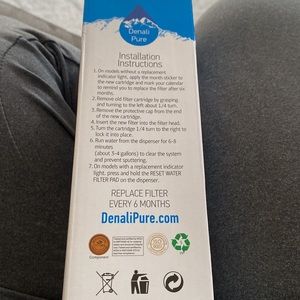 Denali
Pure
Installation
Instructions
1. On models without a replacement
indicator light, apply the month sticker to
the new cartridge and mark your calendar
to remind you to replace the filter after six
months.
2. Remove old filter cartridge by grasping
and turning to the left about 1/4 turn.
3. Remove the protective cap from the end
of the new cartridge.
4. Insert the new filter into the filter head.
5. Turn the cartridge 1/4 turn to the right to
lock it into place.
6. Run water from the dispenser for 6-8
minutes
(about 3-4 gallons) to clear the system
and prevent sputtering.
7. On models with a replacement indicator
light, press and hold the RESET WATER
FILTER PAD on the dispenser.
REPLACE FILTER
EVERY 6 MONTHS
DenaliPure.com
Component